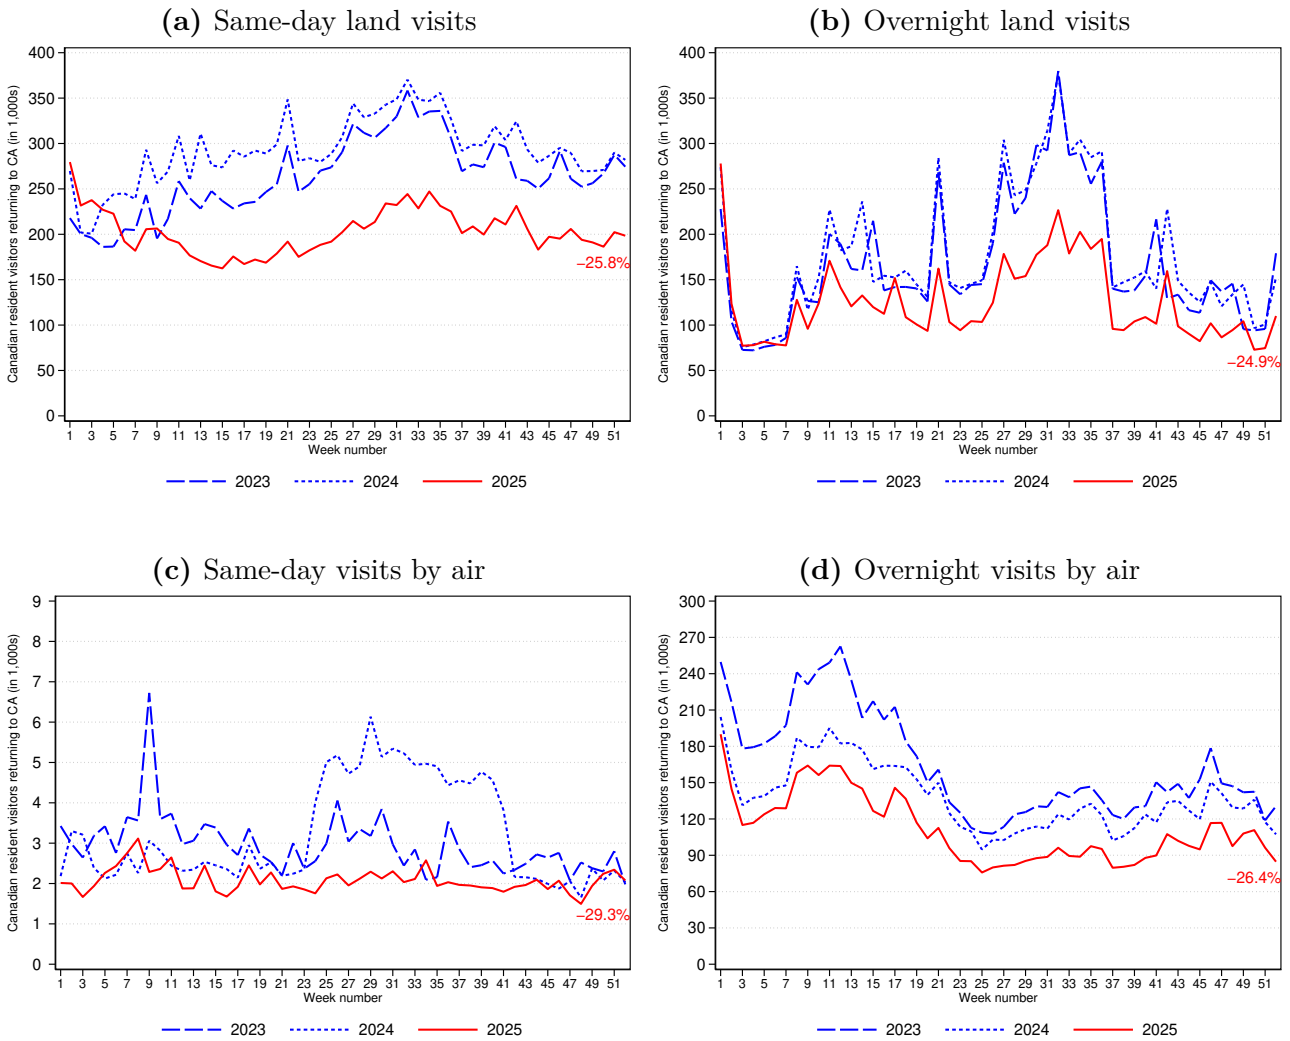 (a) Same-day land visits
Canadian resident visitors returning to CA (in 1,000s)
400
350
300
250
200
150
100
50
0
−25.8%
1 3 5 7 9 11 13 15 17 19 21 23 25 27 29 31 33 35 37 39 41 43 45 47 49 51
Week number
2023 2024 2025
(b) Overnight land visits
Canadian resident visitors returning to CA (in 1,000s)
400
350
300
250
200
150
100
50
0
−24.9%
1 3 5 7 9 11 13 15 17 19 21 23 25 27 29 31 33 35 37 39 41 43 45 47 49 51
Week number
2023 2024 2025
(c) Same-day visits by air
Canadian resident visitors returning to CA (in 1,000s)
9
8
7
6
5
4
3
2
1
0
−29.3%
1 3 5 7 9 11 13 15 17 19 21 23 25 27 29 31 33 35 37 39 41 43 45 47 49 51
Week number
2023 2024 2025
(d) Overnight visits by air
Canadian resident visitors returning to CA (in 1,000s)
300
270
240
210
180
150
120
90
60
30
0
−26.4%
1 3 5 7 9 11 13 15 17 19 21 23 25 27 29 31 33 35 37 39 41 43 45 47 49 51
Week number
2023 2024 2025